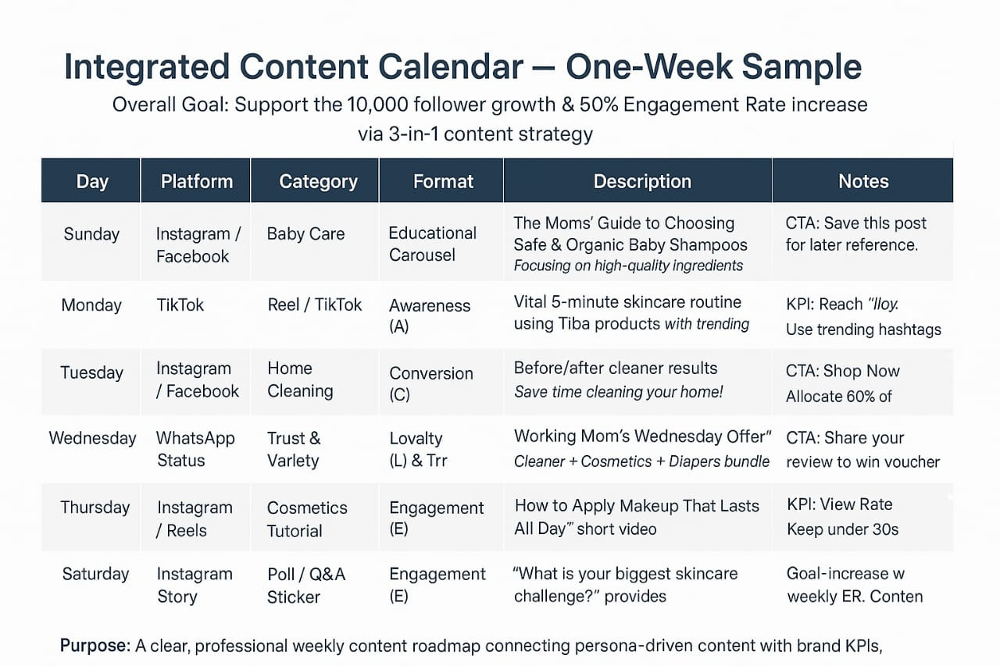 Integrated Content Calendar — One-Week Sample
Overall Goal: Support the 10,000 follower growth & 50% Engagement Rate increase
via 3-in-1 content strategy
Day Platform Category Format Description Notes
Sunday
Instagram /
Facebook
Baby Care
Educational
Carousel
The Moms’ Guide to Choosing
Safe & Organic Baby Shampoos
Focusing on high-quality ingredients
CTA: Save this post
for later reference.
Monday
TikTok
Reel / TikTok
Awareness
(A)
Vital 5-minute skincare routine
using Tiba products with trending
KPI: Reach “lloy.
Use trending hashtags
Tuesday
Instagram
/ Facebook
Home
Cleaning
Conversion
(C)
Before/after cleaner results
Save time cleaning your home!
CTA: Shop Now
Allocate 60% of
Wednesday
WhatsApp
Status
Trust &
Varlety
Lovalty
(L) & Trr
Working Mom’s Wednesday Offer”
Cleaner + Cosmetics + Diapers bundle
CTA: Share your
review to win voucher
Thursday
Instagram
/ Reels
Cosmetics
Tutorial
Engagement
(E)
How to Apply Makeup That Lasts
All Day” short video
KPI: View Rate
Keep under 30s
Saturday
Instagram
Story
Poll / Q&A
Sticker
Engagement
(E)
“What is your biggest skincare
challenge?” provides
Goal-increase w
weekly ER. Conten
Purpose: A clear, professional weekly content roadmap connecting persona-driven content with brand KPIs,